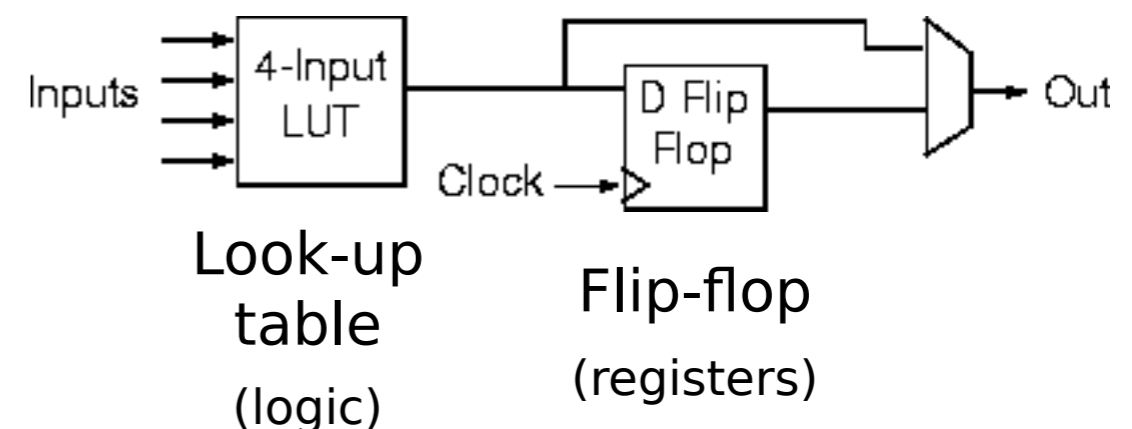 Inputs
4-Input
LUT
Clock
D Flip
Flop
Out
Look-up
table
(logic)
Flip-flop
(registers)